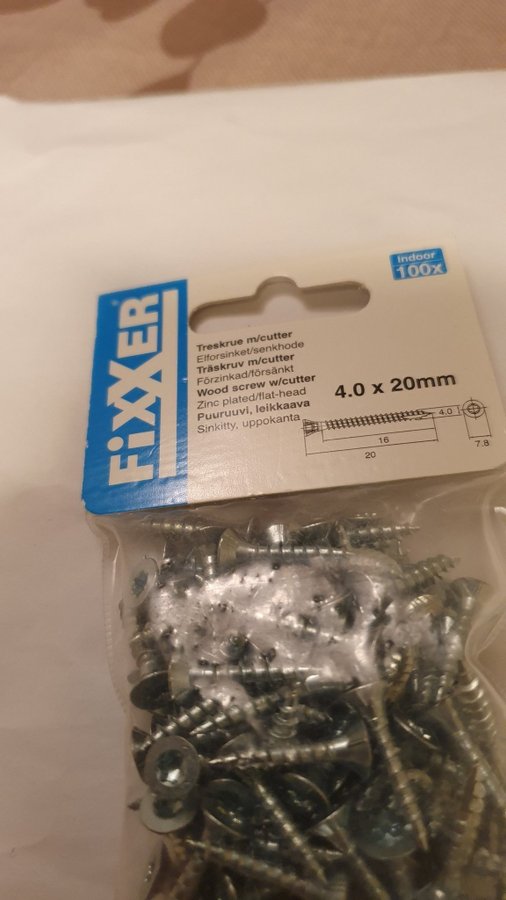 FiXXER
®
Indoor
100x
Treskrue m/cutter
Elforsinket/senkhode
Träskruv m/cutter
Förzinkad/försänkt
Wood screw w/cutter
Zinc plated/flat-head
Puuruuvi, leikkaava
Sinkitty, uppokanta
4.0 x 20mm
4.0
16
20
7.8